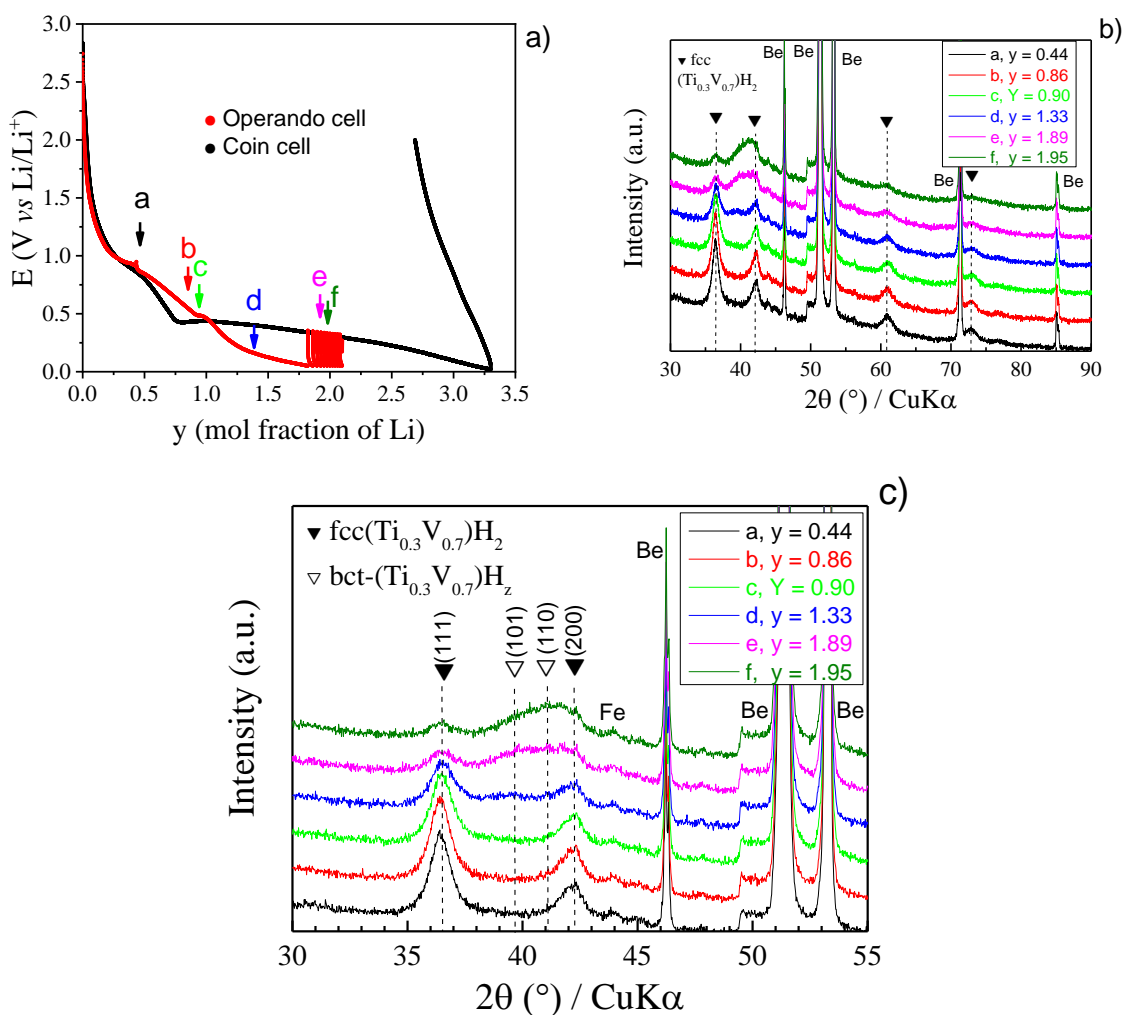 a)
3.0
2.5
2.0
1.5
1.0
0.5
0.0
E (V vs Li/Li+)
Operando cell
Coin cell
a
b
c
d
e
f
0.0 0.5 1.0 1.5 2.0 2.5 3.0 3.5
y (mol fraction of Li)
b)
Be Be Be
▼ fcc
(Ti0.3V0.7)H2
a, y = 0.44
b, y = 0.86
c, Y = 0.90
d, y = 1.33
e, y = 1.89
f, y = 1.95
Be Be
Intensity (a.u.)
30 40 50 60 70 80 90
2θ (°) / CuKα
c)
▼ fcc(Ti0.3V0.7)H2
▽ bct-(Ti0.3V0.7)Hz
(111)
(101)
(110)
(200)
Be
a, y = 0.44
b, y = 0.86
c, Y = 0.90
d, y = 1.33
e, y = 1.89
f, y = 1.95
Fe
Be Be
Intensity (a.u.)
30 35 40 46 51 55
2θ (°) / CuKα